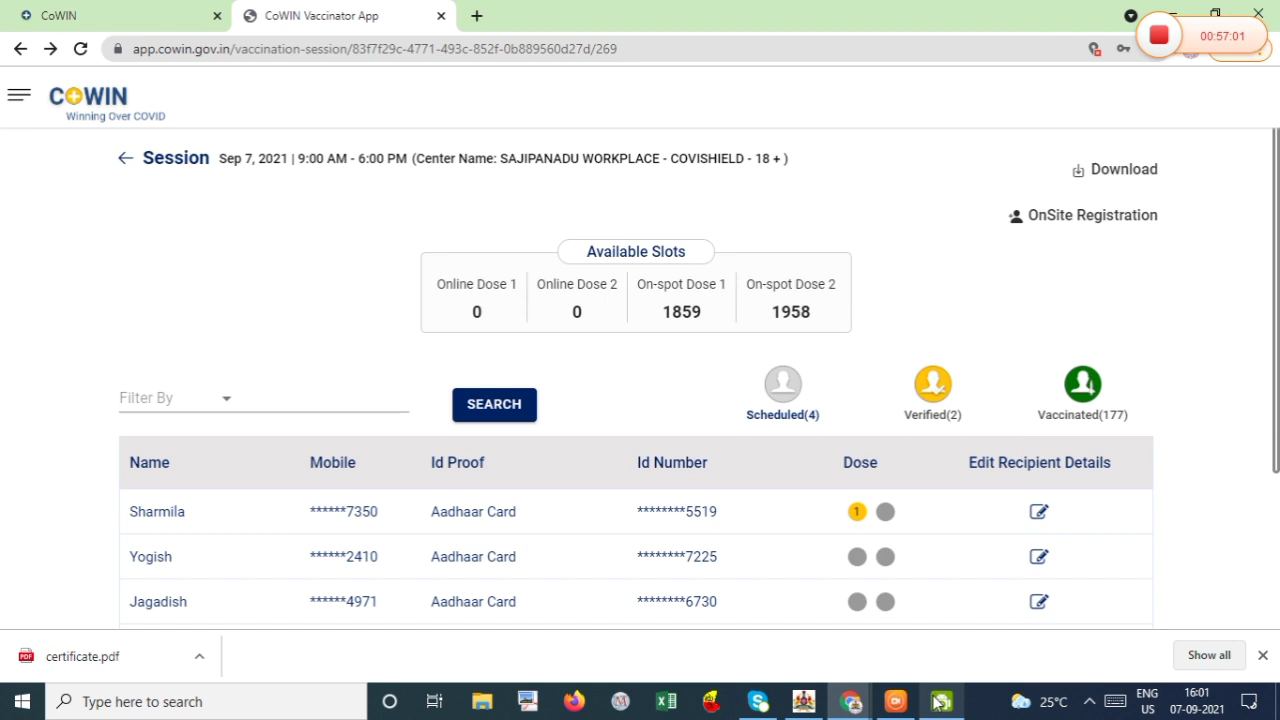 CoWIN
CoWIN Vaccinator App
app.cowin.gov.in/vaccination-session/83f7f29c-4771-493c-852f-0b889560d27d/269
00:57:01
COWIN
Winning Over COVID
Session Sep 7, 2021 | 9:00 AM - 6:00 PM (Center Name: SAJIPANADU WORKPLACE - COVISHIELD - 18 + )
Download
OnSite Registration
Available Slots
Online Dose 1 Online Dose 2 On-spot Dose 1 On-spot Dose 2
0 0 1859 1958
Filter By
SEARCH
Scheduled(4) Verified(2) Vaccinated(177)
Name Mobile Id Proof Id Number Dose Edit Recipient Details
Sharmila ******7350 Aadhaar Card ********5519 1
Yogish ******2410 Aadhaar Card ********7225
Jagadish ******4971 Aadhaar Card ********6730
certificate.pdf
Show all
Type here to search
25°C
ENG
US
16:01
07-09-2021